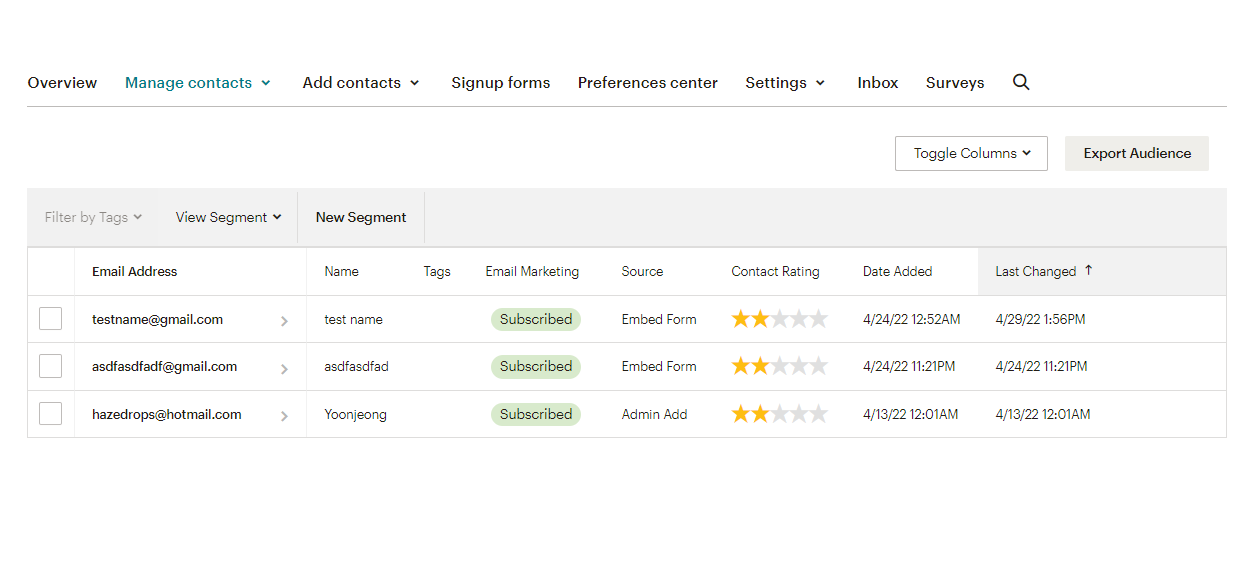 Overview Manage contacts Add contacts Signup forms Preferences center Settings Inbox Surveys
Toggle Columns Export Audience
Filter by Tags View Segment New Segment
Email Address Name Tags Email Marketing Source Contact Rating Date Added Last Changed
testname@gmail.com test name Subscribed Embed Form 4/24/22 12:52AM 4/29/22 1:56PM
asdfasdfadf@gmail.com asdfasdfad Subscribed Embed Form 4/24/22 11:21PM 4/24/22 11:21PM
hazedrops@hotmail.com Yoonjeong Subscribed Admin Add 4/13/22 12:01AM 4/13/22 12:01AM